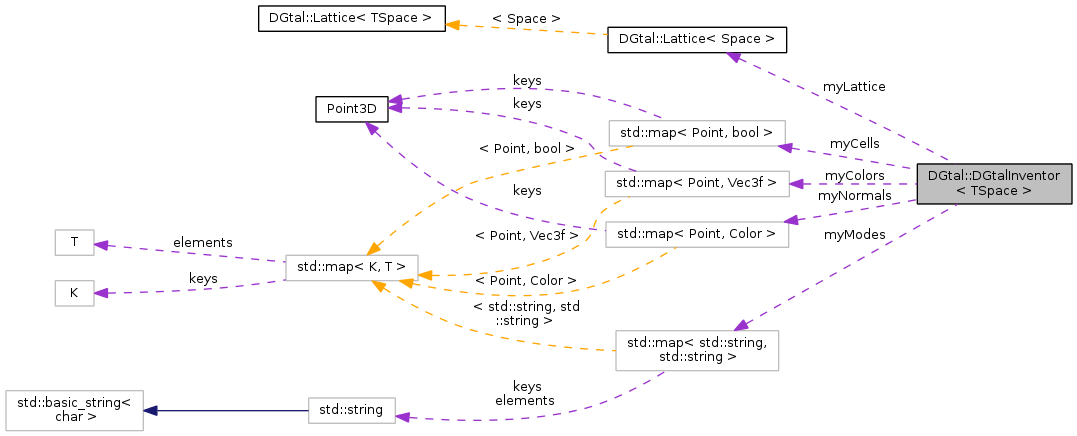 DGtal::Lattice< TSpace >
< Space >
DGtal::Lattice< Space >
myLattice
keys
Point3D
keys
std::map< Point, bool >
myCells
< Point, bool >
DGtal::DGtalInventor
< TSpace >
myColors
std::map< Point, Vec3f >
keys
myNormals
std::map< Point, Color >
< Point, Vec3f >
myModes
T
elements
std::map< K, T >
keys
K
< Point, Color >
< std::string, std
::string >
std::map< std::string,
std::string >
keys
elements
std::basic_string<
char >
std::string